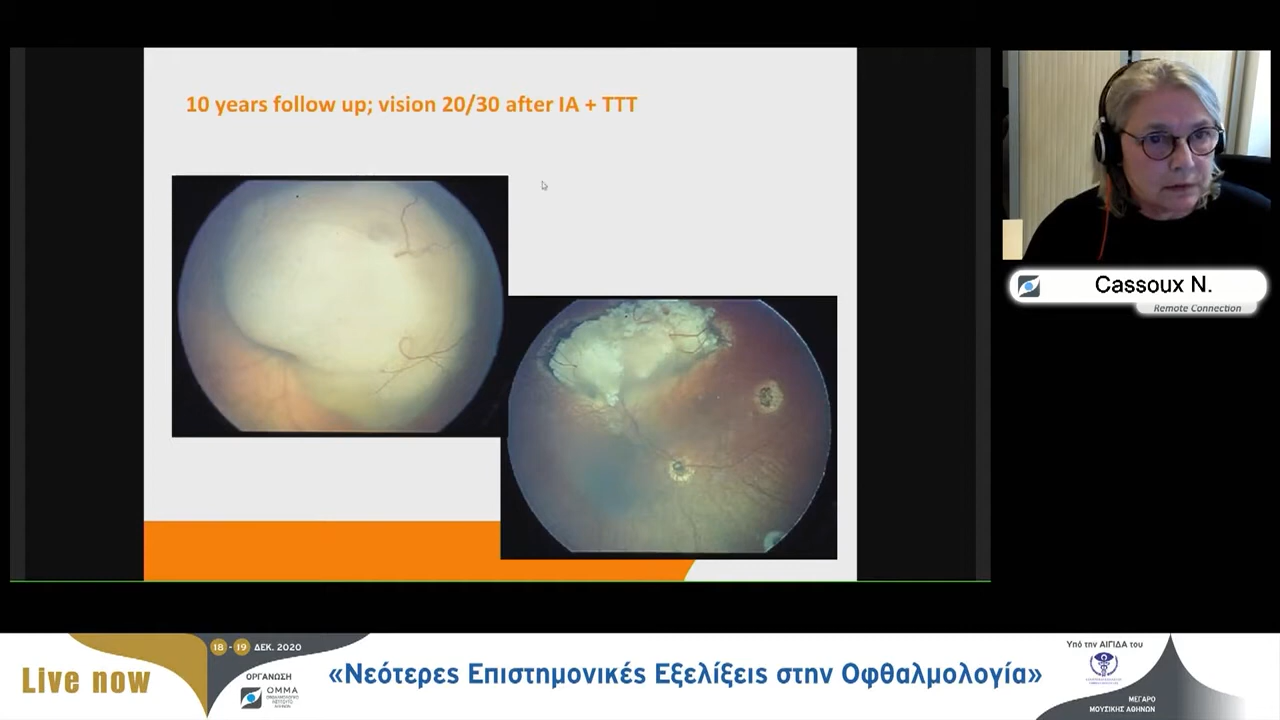 10 years follow up; vision 20/30 after IA + TTT
Cassoux N.
Remote Connection
Live now
18 - 19 ΔΕΚ. 2020
ΟΡΓΑΝΩΣΗ
OMMA
«Νεότερες Επιστημονικές Εξελίξεις στην Οφθαλμολογία»
Υπό την ΑΙΓΙΔΑ του
ΜΕΓΑΡΟ
ΜΟΥΣΙΚΗΣ ΑΘΗΝΩΝ